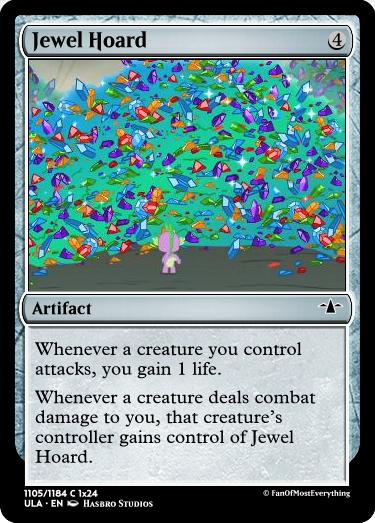 Jewel Hoard
4
Artifact
Whenever a creature you control
attacks, you gain 1 life.
Whenever a creature deals combat
damage to you, that creature's
controller gains control of Jewel
Hoard.
1105/1184 C 1x24
ULA • EN Hasbro Studios
© FanOfMostEverything